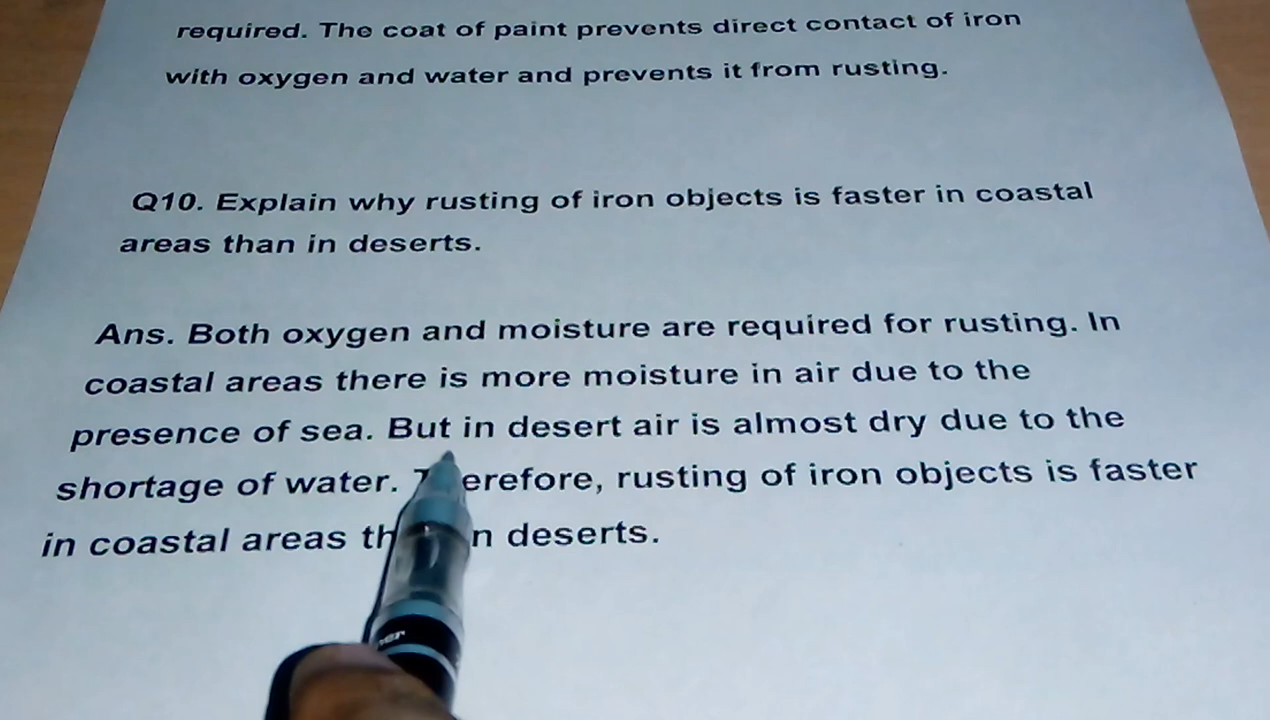 required. The coat of paint prevents direct contact of iron
with oxygen and water and prevents it from rusting.
Q10. Explain why rusting of iron objects is faster in coastal
areas than in deserts.
Ans. Both oxygen and moisture are required for rusting. In
coastal areas there is more moisture in air due to the
presence of sea. But in desert air is almost dry due to the
shortage of water. Therefore, rusting of iron objects is faster
in coastal areas deserts.